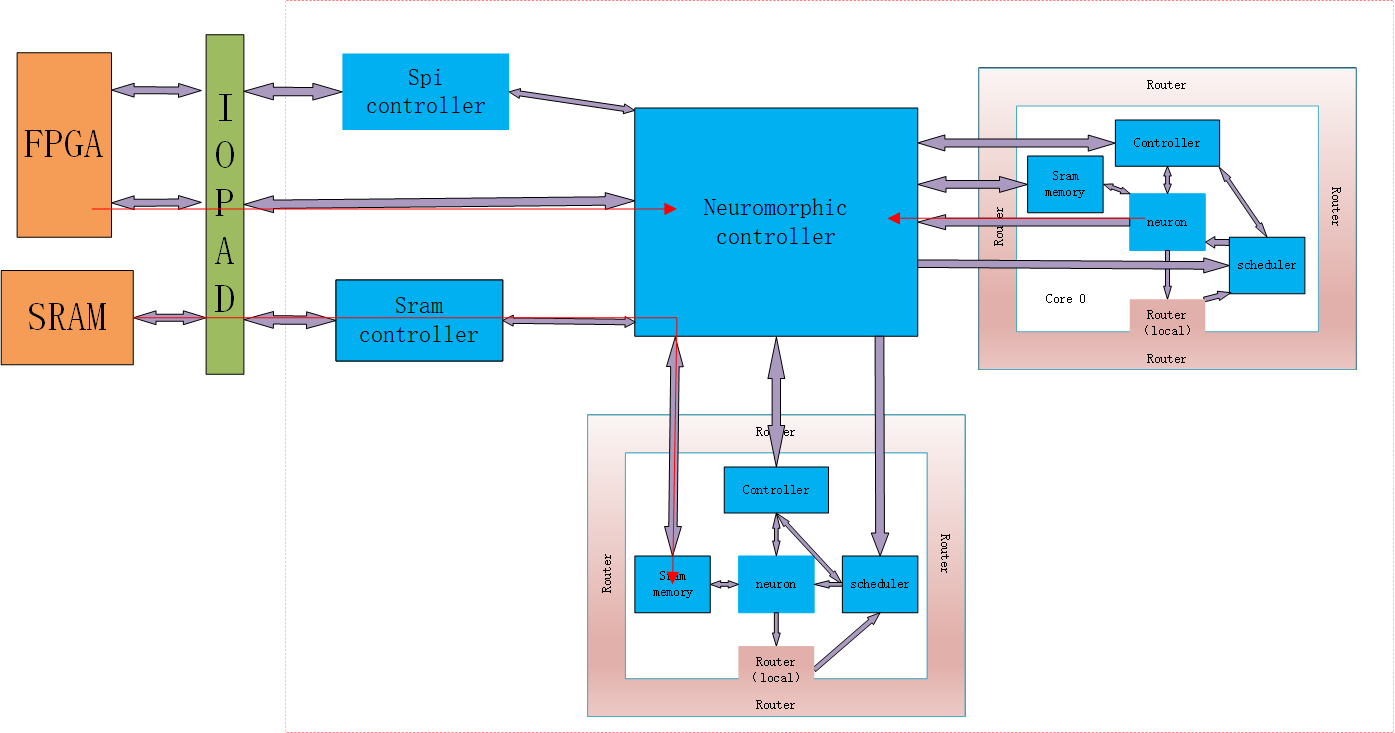 FPGA
SRAM
I
O
P
A
D
Spi
controller
Sram
controller
Neuromorphic
controller
Router
Router
Router
Controller
Sram
memory
neuron
scheduler
Core 0
Router
(local)
Router
Router
Router
Router
Controller
Sram
memory
neuron
scheduler
Router
(local)
Router